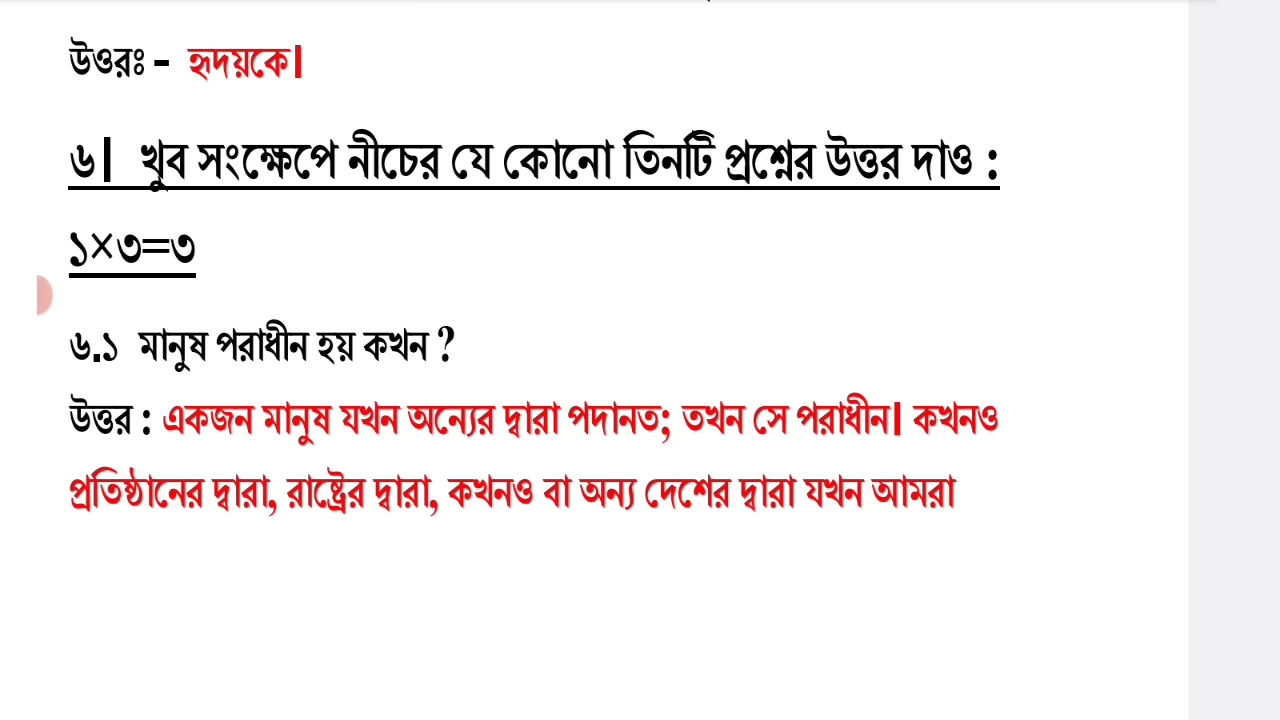 উওরঃ - হৃদয়কে।
৬। খুব সংক্ষেপে নীচের যে কোনো তিনটি প্রশ্নের উত্তর দাও :
১×৩=৩
৬.১ মানুষ পরাধীন হয় কখন ?
উত্তর : একজন মানুষ যখন অন্যের দ্বারা পদানত; তখন সে পরাধীন। কখনও
প্রতিষ্ঠানের দ্বারা, রাষ্ট্রের দ্বারা, কখনও বা অন্য দেশের দ্বারা যখন আমরা